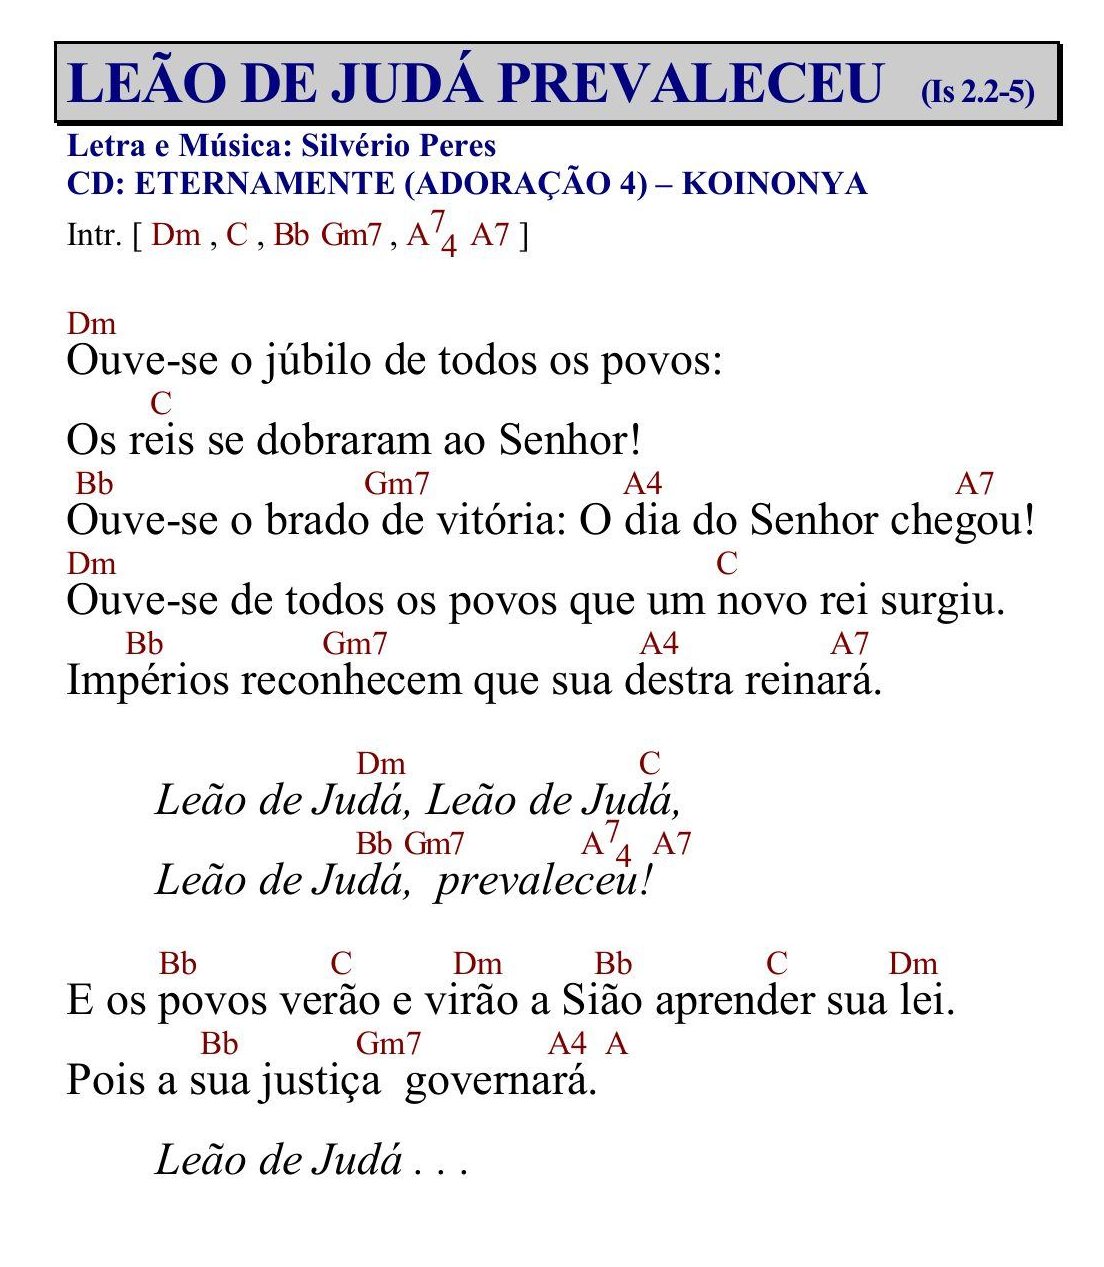 LEÃO DE JUDÁ PREVALECEU (Is 2.2-5)
Letra e Música: Silvério Peres
CD: ETERNAMENTE (ADORAÇÃO 4) – KOINONYA
Intr. [ Dm , C , Bb Gm7 , A7/4 A7 ]
Dm
Ouve-se o júbilo de todos os povos:
C
Os reis se dobraram ao Senhor!
Bb Gm7 A4 A7
Ouve-se o brado de vitória: O dia do Senhor chegou!
Dm C
Ouve-se de todos os povos que um novo rei surgiu.
Bb Gm7 A4 A7
Impérios reconhecem que sua destra reinará.
Dm C
Leão de Judá, Leão de Judá,
Bb Gm7 A7/4 A7
Leão de Judá, prevaleceu!
Bb C Dm Bb C Dm
E os povos verão e virão a Sião aprender sua lei.
Bb Gm7 A4 A
Pois a sua justiça governará.
Leão de Judá . . .